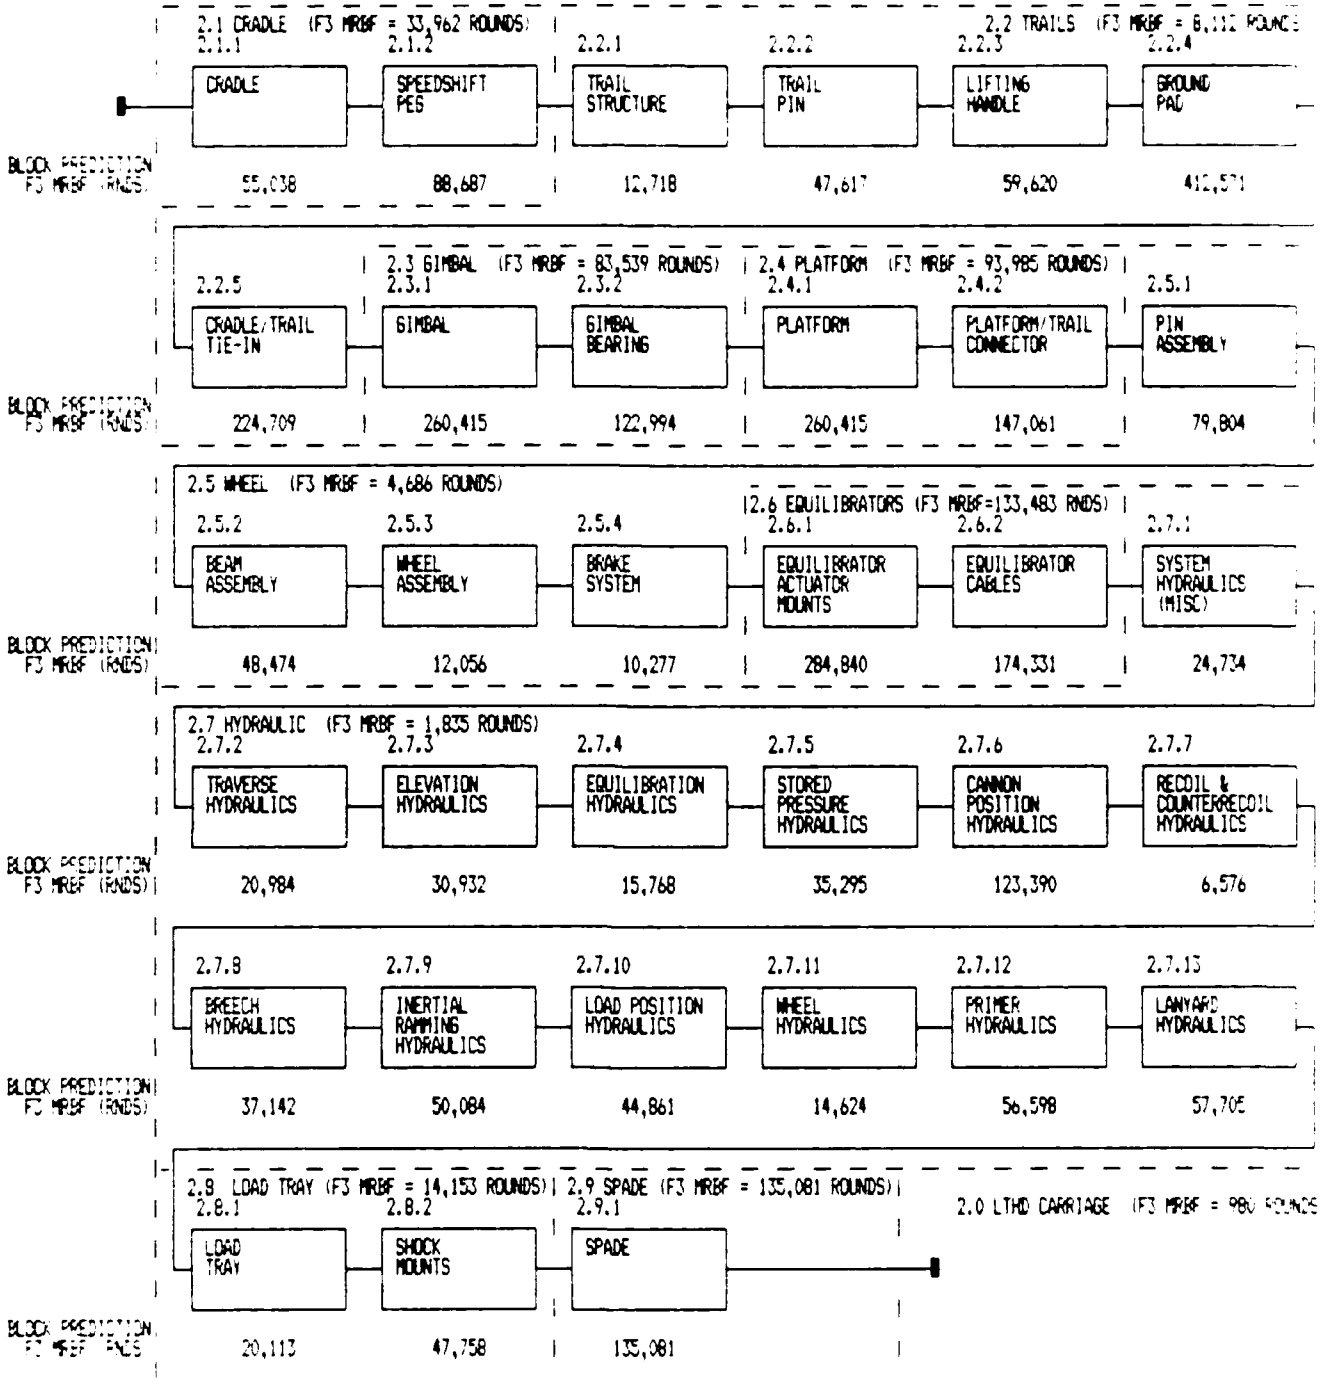 2.1 CRADLE (F3 MRBF = 33,962 ROUNDS)
2.2 TRAILS (F3 MRBF = 8,112 ROUNDS
2.1.1 2.1.2 2.2.1 2.2.2 2.2.3 2.2.4
CRADLE
SPEEDSHIFT
PEG
TRAIL
STRUCTURE
TRAIL
PIN
LIFTING
HANDLE
GROUND
PAD
BLOCK PREDICTION
F3 MRBF (RNDS)
55,038 88,687 12,718 47,617 59,620 412,571
2.3 GIMBAL (F3 MRBF = 83,539 ROUNDS)
2.4 PLATFORM (F3 MRBF = 93,985 ROUNDS)
2.2.5 2.3.1 2.3.2 2.4.1 2.4.2 2.5.1
CRADLE/TRAIL
TIE-IN
GIMBAL
GIMBAL
BEARING
PLATFORM
PLATFORM/TRAIL
CONNECTOR
PIN
ASSEMBLY
BLOCK PREDICTION
F3 MRBF (RNDS)
224,709 260,415 122,994 260,415 147,061 79,804
2.5 WHEEL (F3 MRBF = 4,686 ROUNDS)
2.6 EQUILIBRATORS (F3 MRBF=133,483 RNDS)
2.5.2 2.5.3 2.5.4 2.6.1 2.6.2 2.7.1
BEAM
ASSEMBLY
WHEEL
ASSEMBLY
BRAKE
SYSTEM
EQUILIBRATOR
ACTUATOR
MOUNTS
EQUILIBRATOR
CABLES
SYSTEM
HYDRAULICS
(MISC)
BLOCK PREDICTION
F3 MRBF (RNDS)
48,474 12,056 10,277 284,840 174,331 24,734
2.7 HYDRAULIC (F3 MRBF = 1,835 ROUNDS)
2.7.2 2.7.3 2.7.4 2.7.5 2.7.6 2.7.7
TRAVERSE
HYDRAULICS
ELEVATION
HYDRAULICS
EQUILIBRATION
HYDRAULICS
STORED
PRESSURE
HYDRAULICS
CANNON
POSITION
HYDRAULICS
RECOIL &
COUNTERRECOIL
HYDRAULICS
BLOCK PREDICTION
F3 MRBF (RNDS)
20,984 30,932 15,768 35,295 123,390 6,576
2.7.8 2.7.9 2.7.10 2.7.11 2.7.12 2.7.13
BREECH
HYDRAULICS
INERTIAL
RAMMING
HYDRAULICS
LOAD POSITION
HYDRAULICS
WHEEL
HYDRAULICS
PRIMER
HYDRAULICS
LANYARD
HYDRAULICS
BLOCK PREDICTION
F3 MRBF (RNDS)
37,142 50,084 44,861 14,624 56,598 57,705
2.8 LOAD TRAY (F3 MRBF = 14,153 ROUNDS)
2.9 SPADE (F3 MRBF = 135,081 ROUNDS)
2.8.1 2.8.2 2.9.1
2.0 LTHD CARRIAGE (F3 MRBF = 980 ROUNDS
LOAD
TRAY
SHOCK
MOUNTS
SPADE
BLOCK PREDICTION
F3 MRBF RNDS
20,113 47,758 135,081